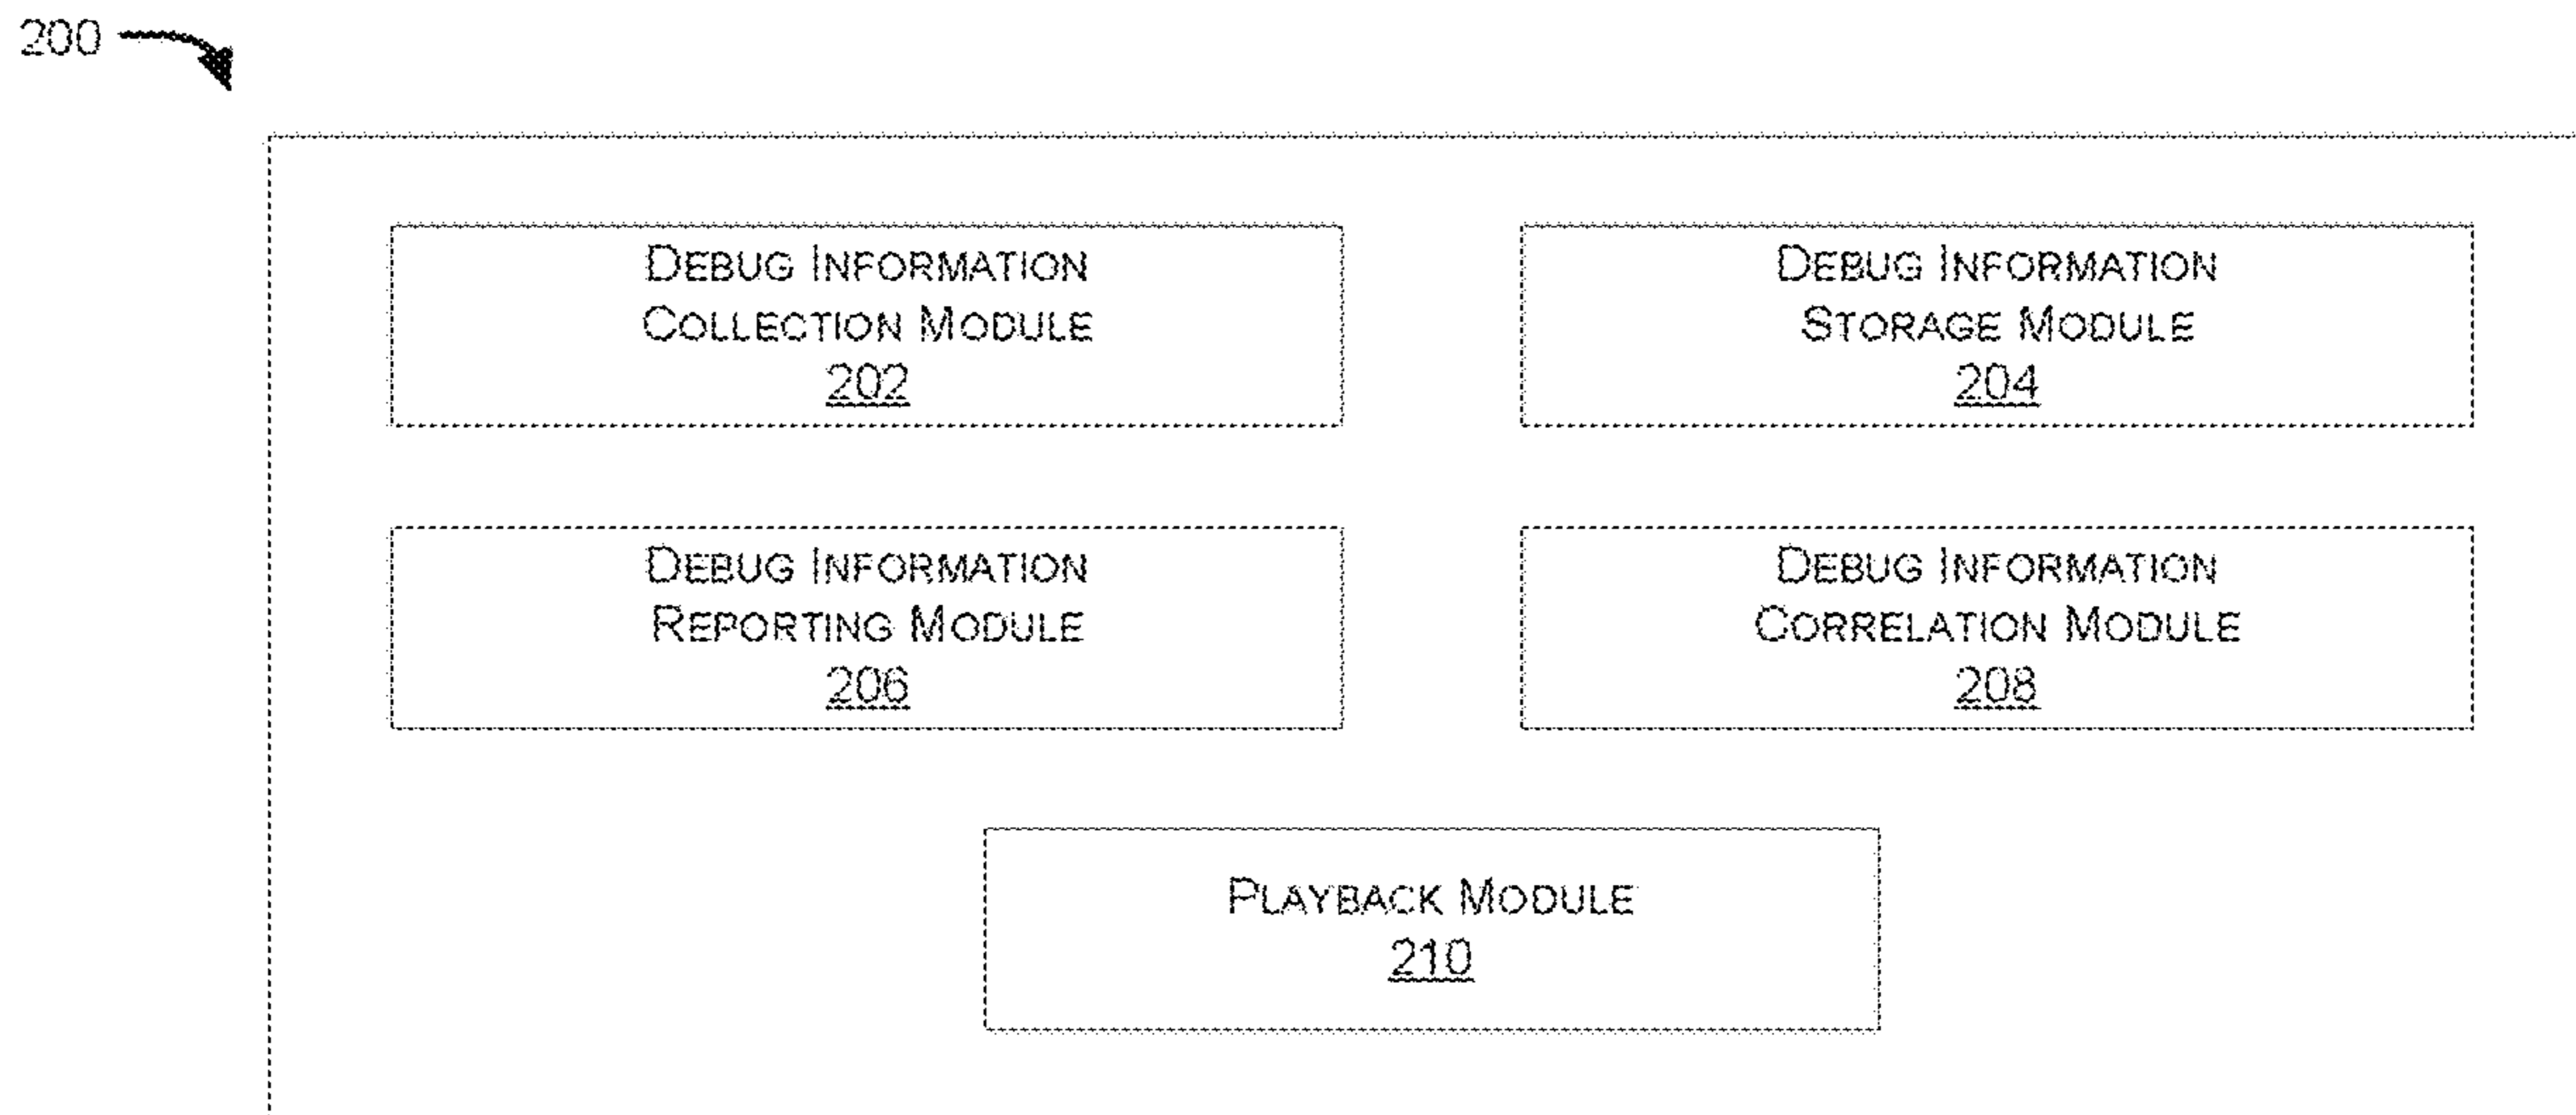 200
DEBUG INFORMATION
COLLECTION MODULE
202
DEBUG INFORMATION
STORAGE MODULE
204
DEBUG INFORMATION
REPORTING MODULE
206
DEBUG INFORMATION
CORRELATION MODULE
208
PLAYBACK MODULE
210